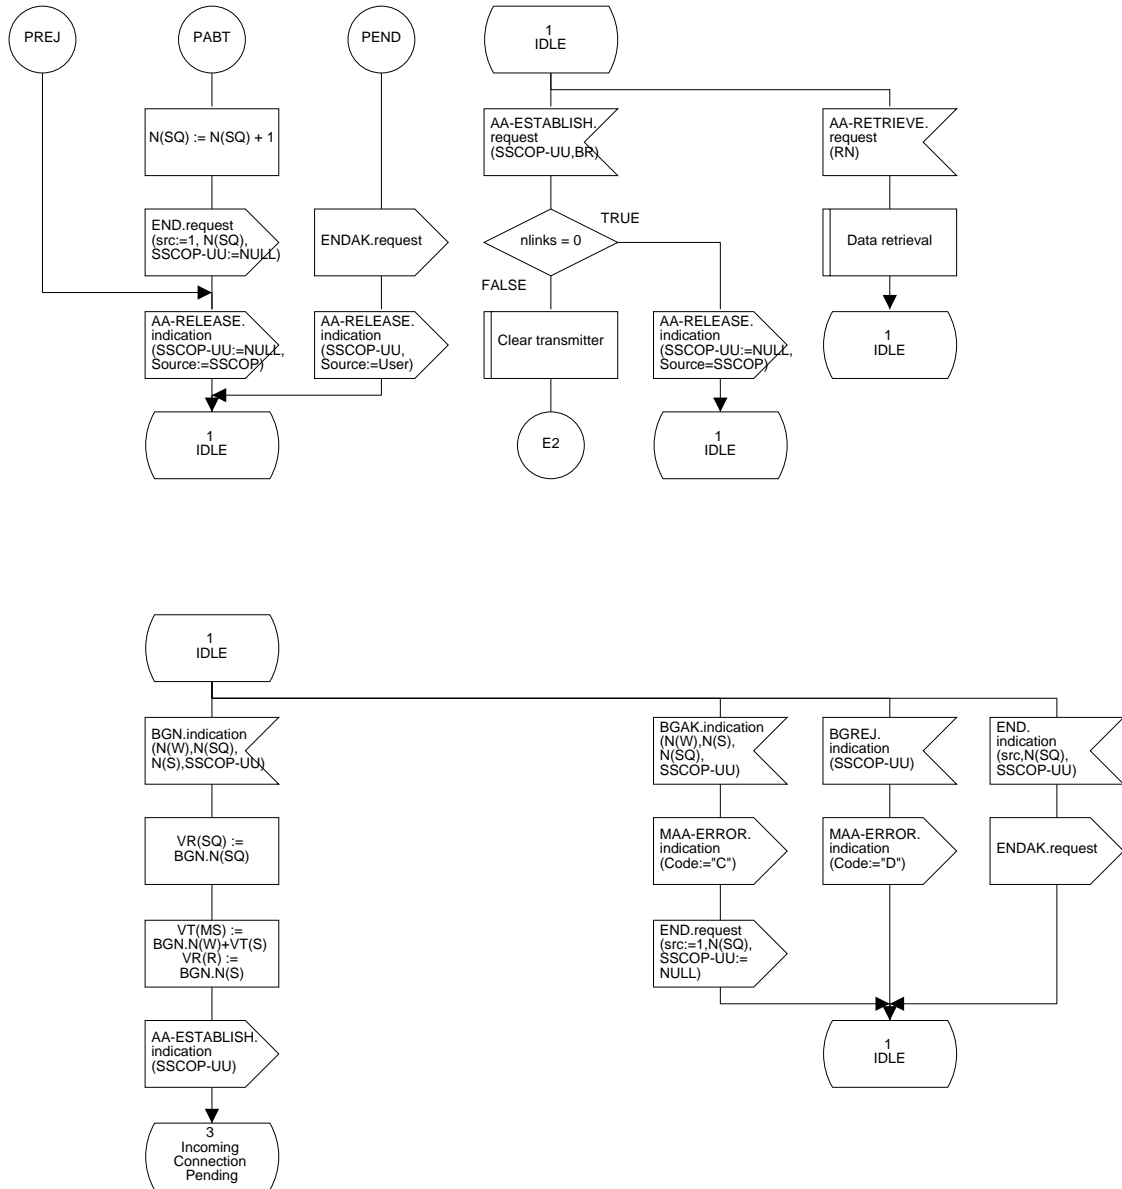 PREJ
PABT
PEND
1
IDLE
N(SQ) := N(SQ) + 1
AA-ESTABLISH.
request
(SSCOP-UU,BR)
AA-RETRIEVE.
request
(RN)
END.request
(src:=1, N(SQ),
SSCOP-UU:=NULL)
ENDAK.request
nlinks = 0
TRUE
FALSE
Data retrieval
AA-RELEASE.
indication
(SSCOP-UU:=NULL,
Source:=SSCOP)
AA-RELEASE.
indication
(SSCOP-UU,
Source:=User)
Clear transmitter
AA-RELEASE.
indication
(SSCOP-UU:=NULL,
Source=SSCOP)
1
IDLE
1
IDLE
E2
1
IDLE
1
IDLE
BGN.indication
(N(W),N(SQ),
N(S),SSCOP-UU)
BGAK.indication
(N(W),N(S),
N(SQ),
SSCOP-UU)
BGREJ.
indication
(SSCOP-UU)
END.
indication
(src,N(SQ),
SSCOP-UU)
VR(SQ) :=
BGN.N(SQ)
MAA-ERROR.
indication
(Code:="C")
MAA-ERROR.
indication
(Code:="D")
ENDAK.request
VT(MS) :=
BGN.N(W)+VT(S)
VR(R) :=
BGN.N(S)
END.request
(src:=1,N(SQ),
SSCOP-UU:=
NULL)
AA-ESTABLISH.
indication
(SSCOP-UU)
1
IDLE
3
Incoming
Connection
Pending